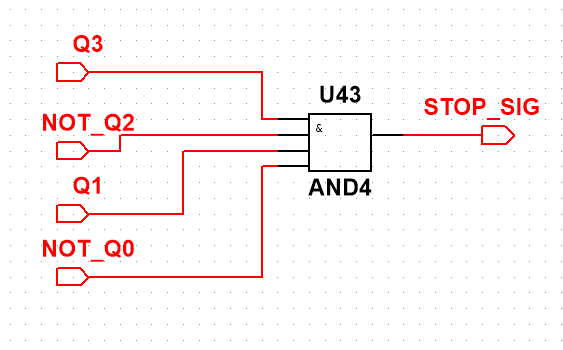 Q3
U43
STOP_SIG
NOT_Q2
&
Q1
AND4
NOT_Q0